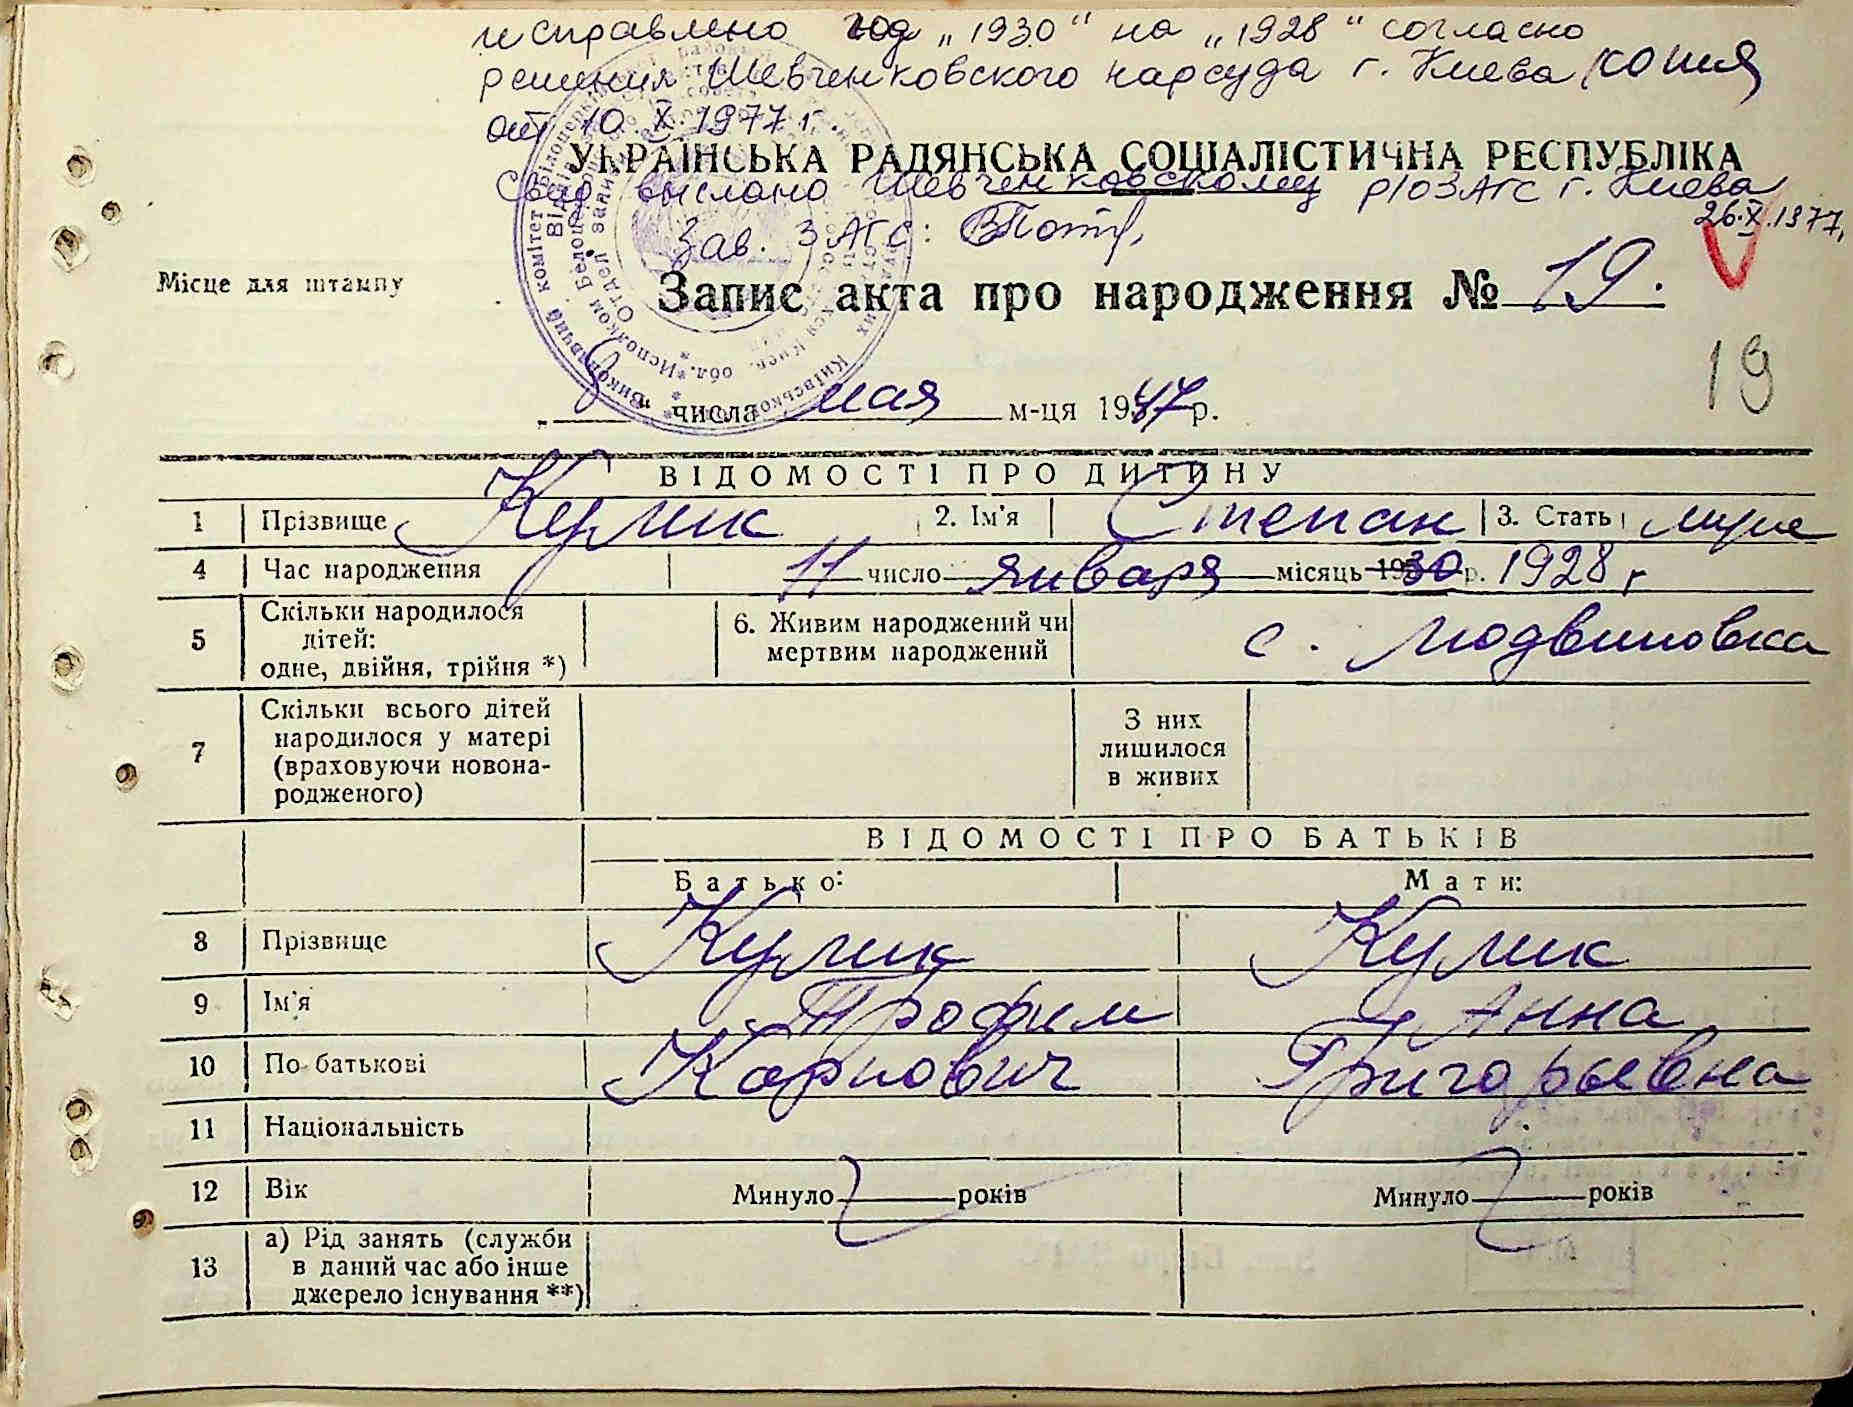 исправлено год „1930“ на „1928“ согласно
решения Шевченковского нарсуда г. Киева копия
от 10.X.1977 г.
УКРАЇНСЬКА РАДЯНСЬКА СОЦІАЛІСТИЧНА РЕСПУБЛІКА
выслано Шевченковскому р/ОЗАГС г. Киева
26.X.1977.
Зав. ЗАГС:
Місце для штампу
Запис акта про народження № 19.
19
8 числа мая м-ця 1947 р.
ВІДОМОСТІ ПРО ДИТИНУ
1 Прізвище Кулик 2. Ім'я Степан 3. Стать муж
4 Час народження 11 число января місяць 1930 р. 1928 г
5 Скільки народилося дітей: одне, двійня, трійня *) 6. Живим народжений чи мертвим народжений с. Людвиновка
7 Скільки всього дітей народилося у матері (враховуючи новонародженого) З них лишилося в живих
ВІДОМОСТІ ПРО БАТЬКІВ
Батько: Мати:
8 Прізвище Кулик Кулик
9 Ім'я Трофим Анна
10 По батькові Карпович Григорьевна
11 Національність
12 Вік Минуло років Минуло років
13 а) Рід занять (служби в даний час або інше джерело існування **)